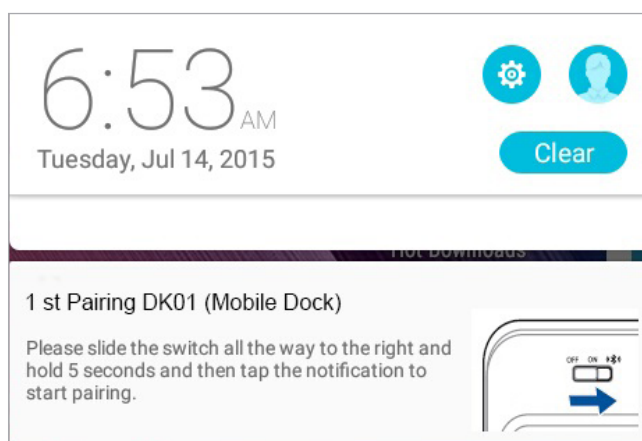 6:53 AM
Tuesday, Jul 14, 2015
Clear
Hot Downloads
1 st Pairing DK01 (Mobile Dock)
Please slide the switch all the way to the right and
hold 5 seconds and then tap the notification to
start pairing.
OFF ON